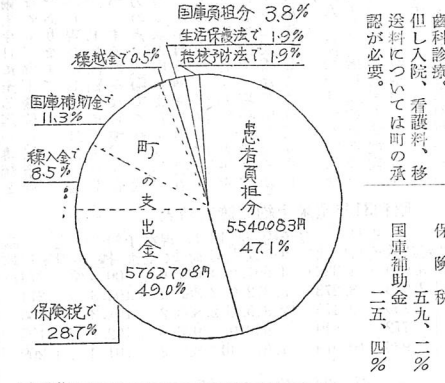 歯科診療。
但し入院、看護料、移
送料については町の承
認が必要。
保険税 五九、二%
国庫補助金 二五、四%
国庫負担分 3.8%
生活保護法で 1.9%
結核予防法で 1.9%
繰越金で0.5%
国庫補助金で
11.3%
繰入金で
8.5%
保険税で
28.7%
町の支出金
5762708円
49.0%
患者負担分
5540083円
47.1%